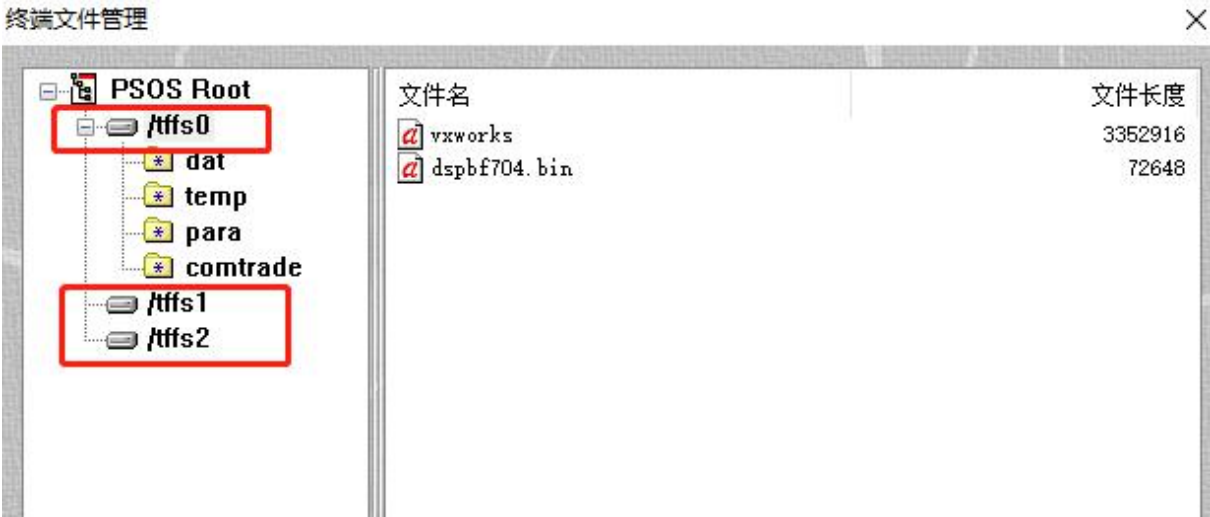 终端文件管理
PSOS Root
/tffs0
dat
temp
para
comtrade
/tffs1
/tffs2
文件名 文件长度
vxworks 3352916
dspbf704.bin 72648